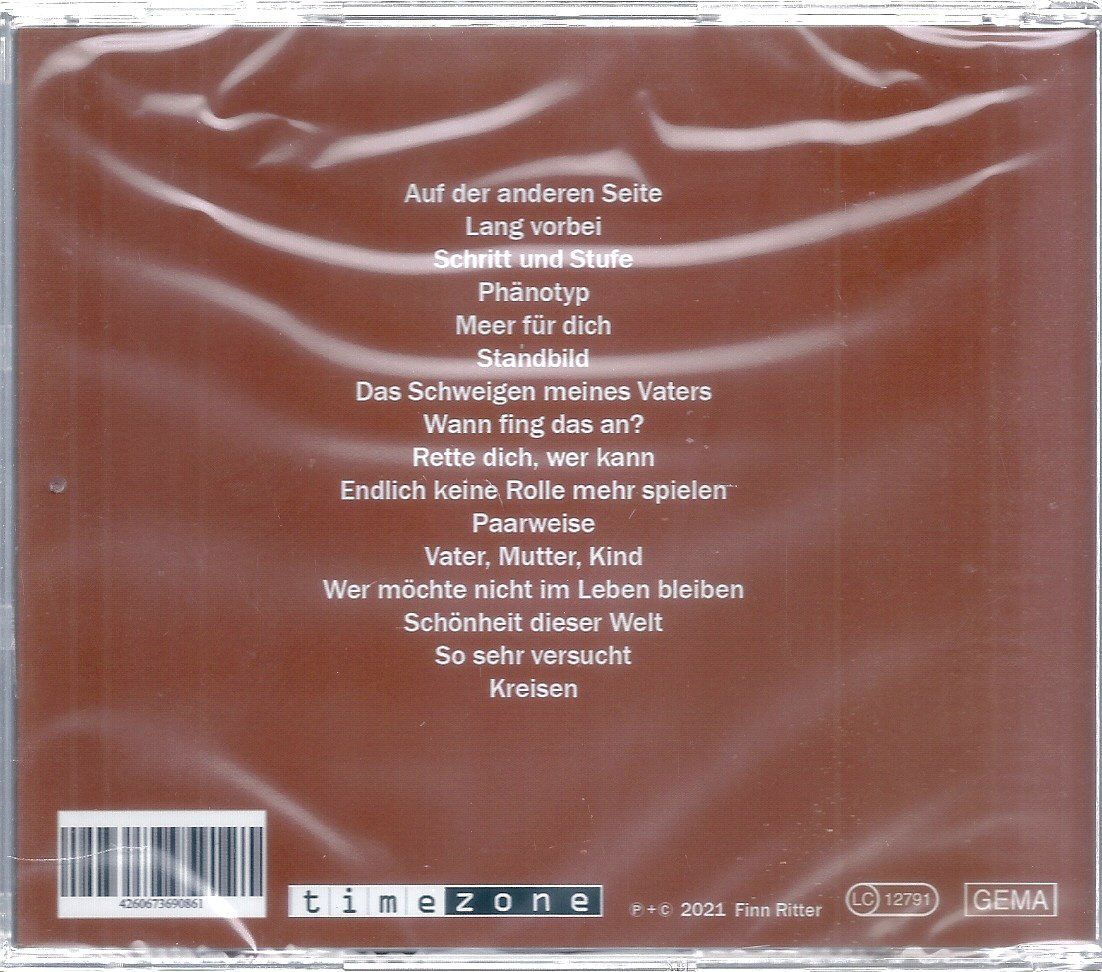 Auf der anderen Seite
Lang vorbei
Schritt und Stufe
Phänotyp
Meer für dich
Standbild
Das Schweigen meines Vaters
Wann fing das an?
Rette dich, wer kann
Endlich keine Rolle mehr spielen
Paarweise
Vater, Mutter, Kind
Wer möchte nicht im Leben bleiben
Schönheit dieser Welt
So sehr versucht
Kreisen
4260673690861
timezone
℗ + © 2021 Finn Ritter
LC 12791
GEMA